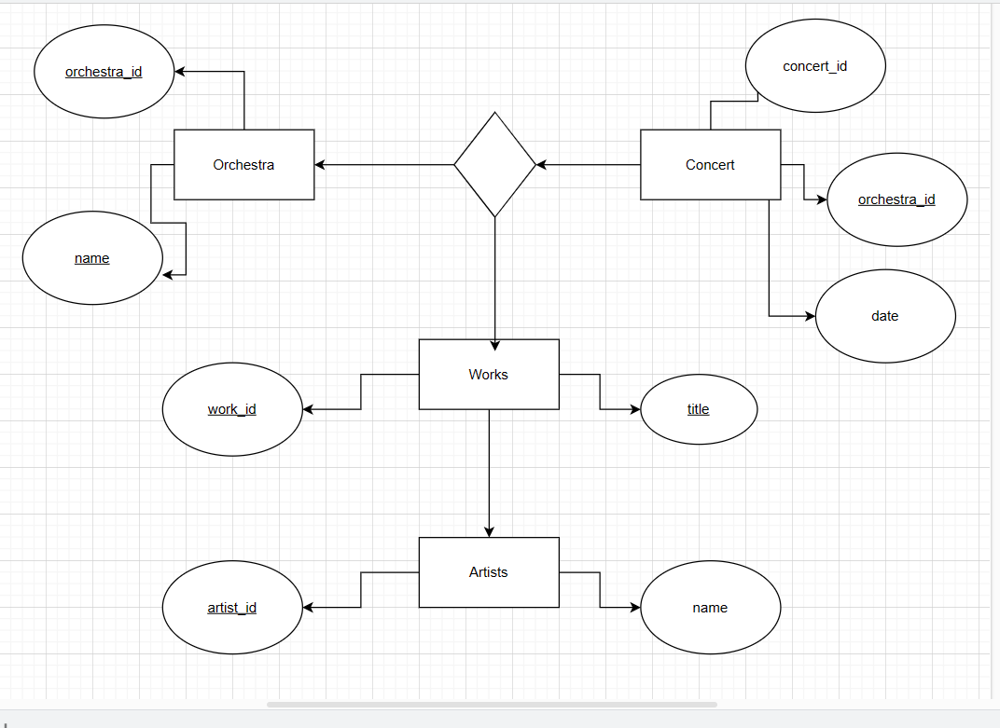 concert_id
orchestra_id
Orchestra
Concert
orchestra_id
name
date
Works
work_id
title
Artists
artist_id
name